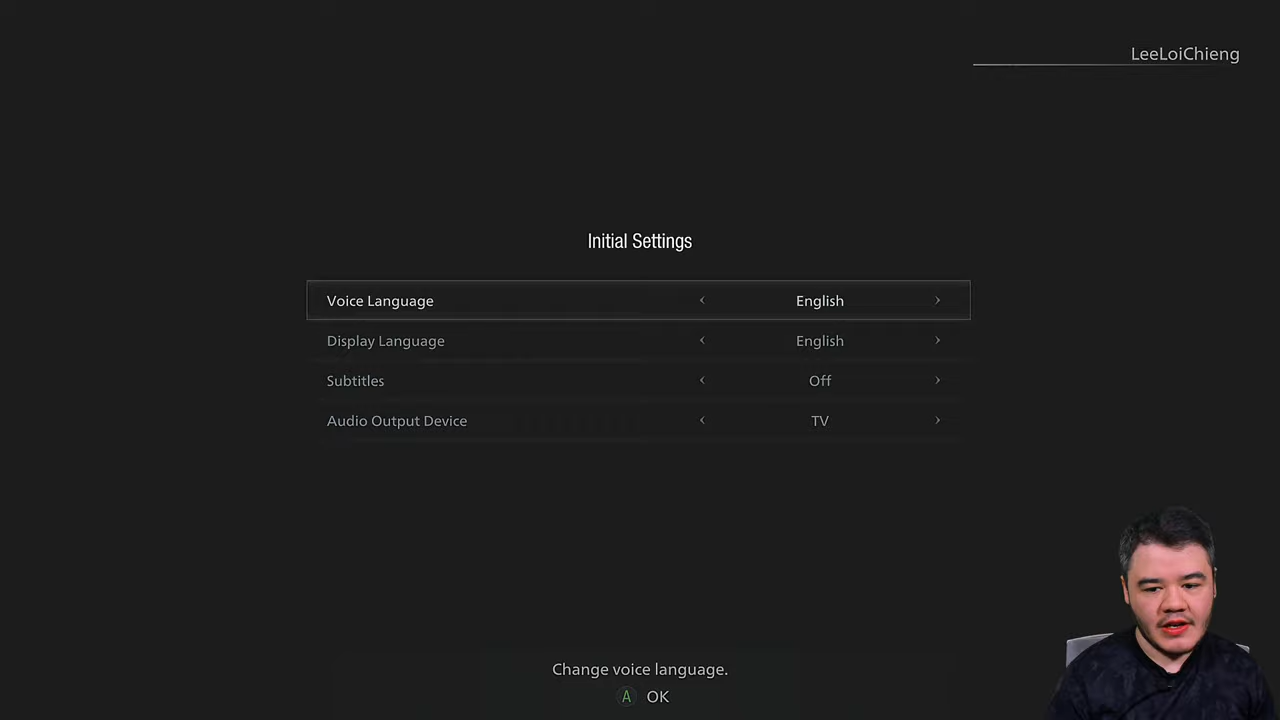 LeeLoiChieng
Initial Settings
Voice Language ‹ English ›
Display Language ‹ English ›
Subtitles ‹ Off ›
Audio Output Device ‹ TV ›
Change voice language.
A OK